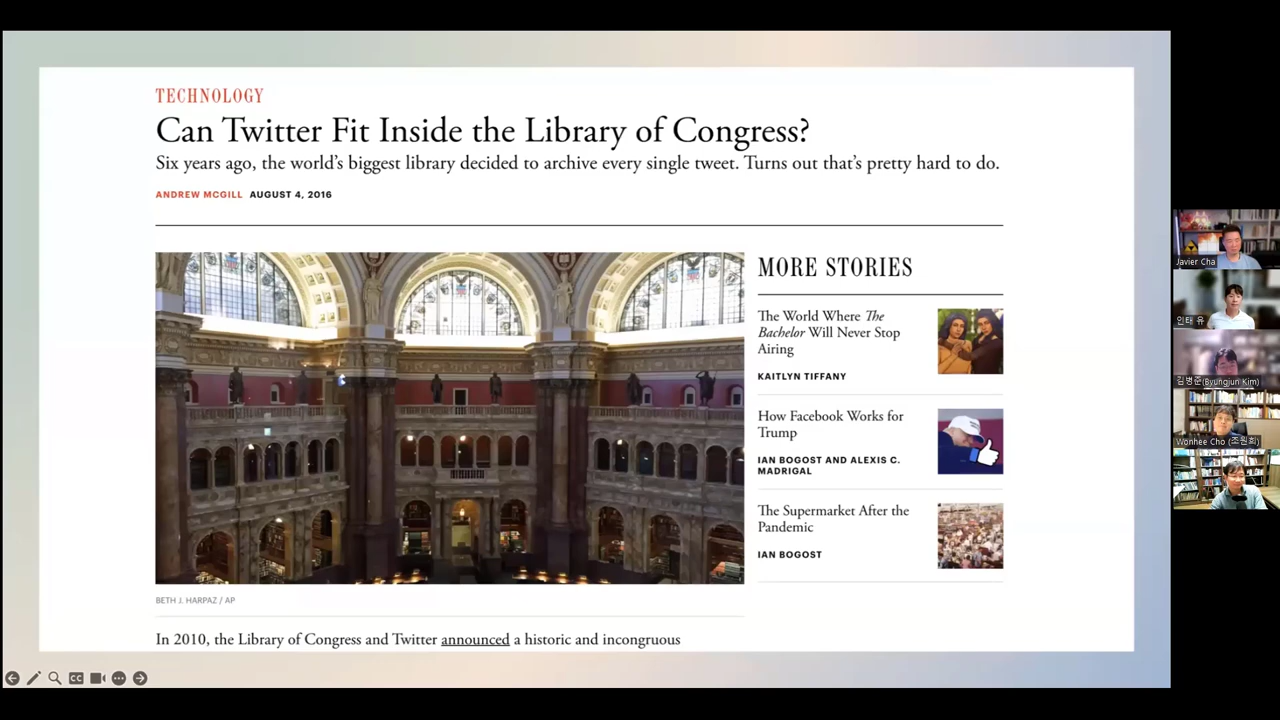 TECHNOLOGY
Can Twitter Fit Inside the Library of Congress?
Six years ago, the world's biggest library decided to archive every single tweet. Turns out that's pretty hard to do.
ANDREW MCGILL AUGUST 4, 2016
MORE STORIES
The World Where The
Bachelor Will Never Stop
Airing
KAITLYN TIFFANY
How Facebook Works for
Trump
IAN BOGOST AND ALEXIS C.
MADRIGAL
The Supermarket After the
Pandemic
IAN BOGOST
BETH J. HARPAZ / AP
In 2010, the Library of Congress and Twitter announced a historic and incongruous
CC
Javier Cha
인태 유
김병준(Byungjun Kim)
Wonhee Cho (조원희)